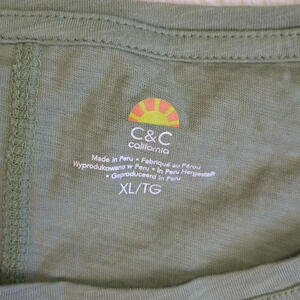 C&C
california
Made in Peru • Fabriqué au Pérou
Wyprodukowano w Peru • In Peru Hergestellt
• Geproduceerd in Peru
XL/TG